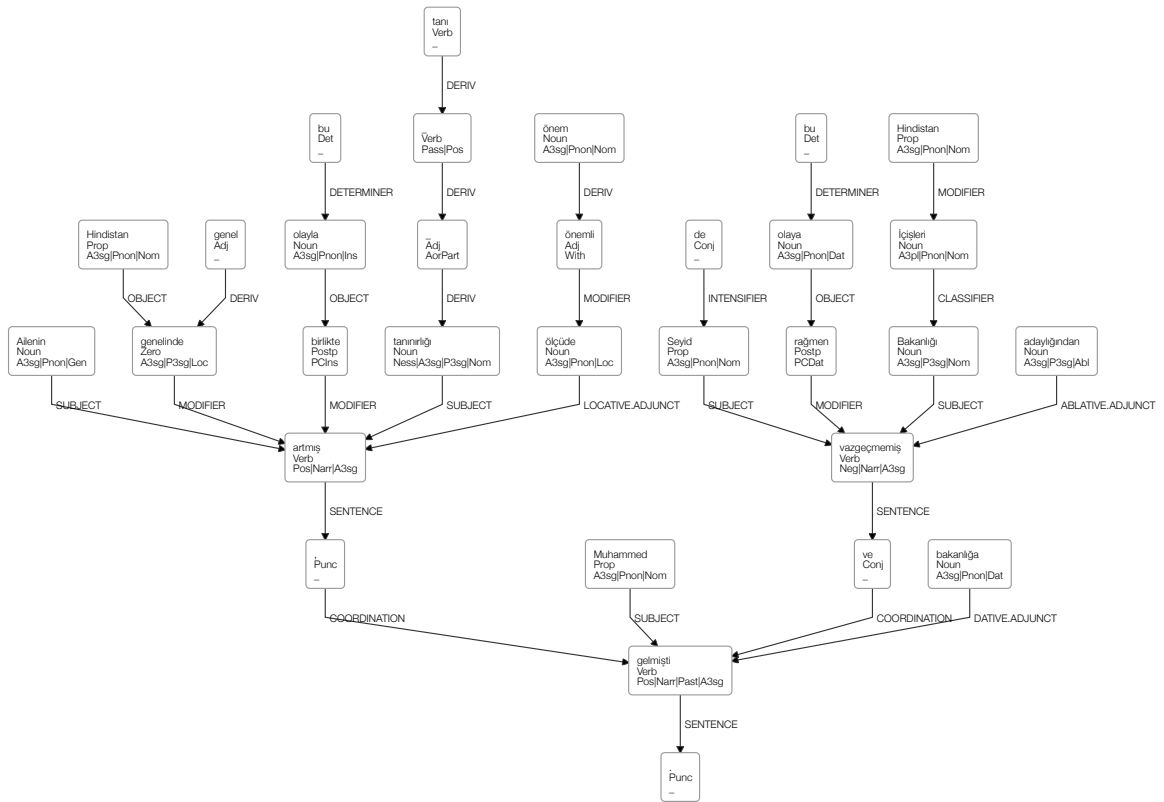 tanı
Verb
_
DERIV
bu
Det
_
_
Verb
Pass|Pos
önem
Noun
A3sg|Pnon|Nom
bu
Det
_
Hindistan
Prop
A3sg|Pnon|Nom
DETERMINER
DERIV
DERIV
DETERMINER
MODIFIER
Hindistan
Prop
A3sg|Pnon|Nom
genel
Adj
_
olayla
Noun
A3sg|Pnon|Ins
_
Adj
AorPart
önemli
Adj
With
de
Conj
_
olaya
Noun
A3sg|Pnon|Dat
İçişleri
Noun
A3pl|Pnon|Nom
OBJECT
DERIV
OBJECT
DERIV
MODIFIER
INTENSIFIER
OBJECT
CLASSIFIER
Ailenin
Noun
A3sg|Pnon|Gen
genelinde
Zero
A3sg|P3sg|Loc
birlikte
Postp
PCIns
tanınırlığı
Noun
Ness|A3sg|P3sg|Nom
ölçüde
Noun
A3sg|Pnon|Loc
Seyid
Prop
A3sg|Pnon|Nom
rağmen
Postp
PCDat
Bakanlığı
Noun
A3sg|P3sg|Nom
adaylığından
Noun
A3sg|P3sg|Abl
SUBJECT
MODIFIER
MODIFIER
SUBJECT
LOCATIVE.ADJUNCT
SUBJECT
MODIFIER
SUBJECT
ABLATIVE.ADJUNCT
artmış
Verb
Pos|Narr|A3sg
vazgeçmemiş
Verb
Neg|Narr|A3sg
SENTENCE
SENTENCE
,
Punc
_
Muhammed
Prop
A3sg|Pnon|Nom
ve
Conj
_
bakanlığa
Noun
A3sg|Pnon|Dat
COORDINATION
SUBJECT
COORDINATION
DATIVE.ADJUNCT
gelmişti
Verb
Pos|Narr|Past|A3sg
SENTENCE
.
Punc
_